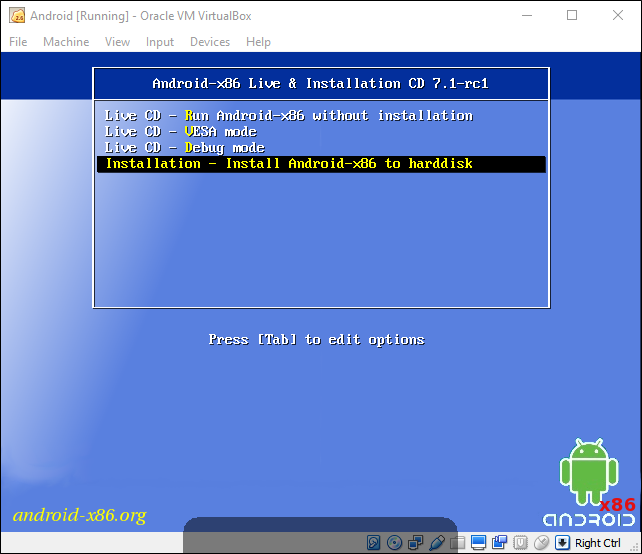 Android [Running] - Oracle VM VirtualBox
File Machine View Input Devices Help
Android-x86 Live & Installation CD 7.1-rc1
Live CD - Run Android-x86 without installation
Live CD - VESA mode
Live CD - Debug mode
Installation - Install Android-x86 to harddisk
Press [Tab] to edit options
android-x86.org
x86
ANDROID
Right Ctrl